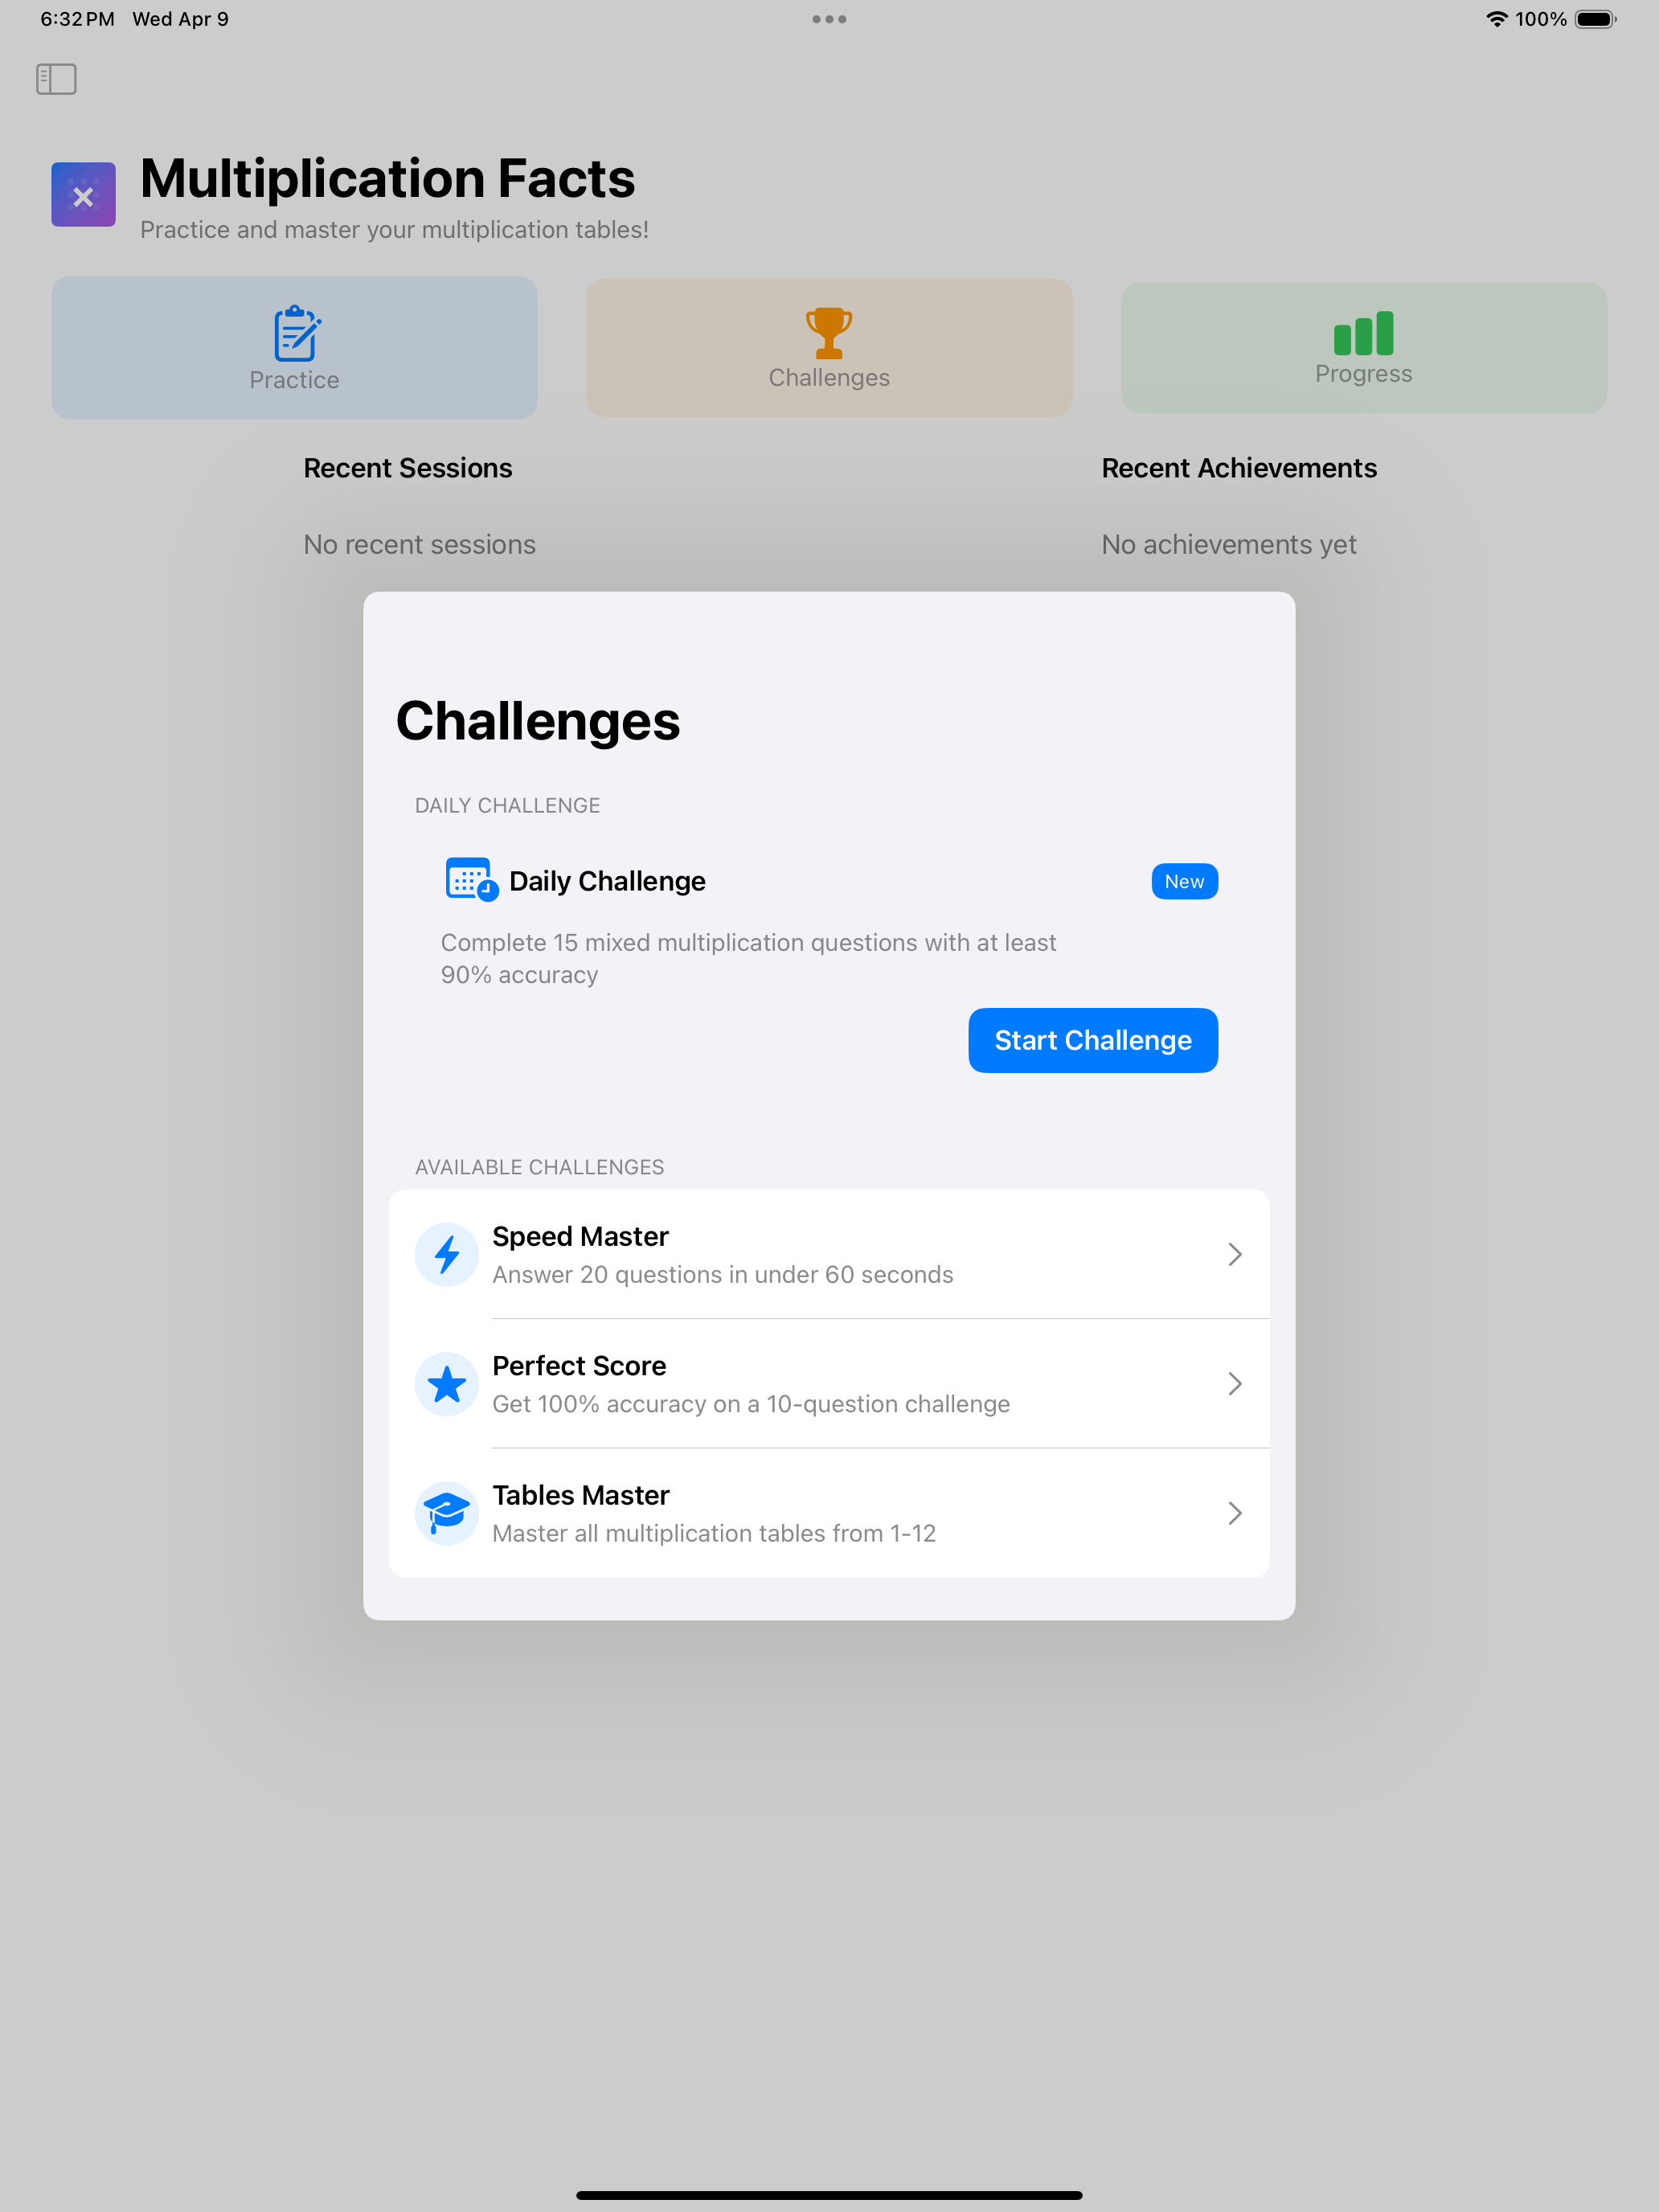 6:32 PM Wed Apr 9
100%
Multiplication Facts
Practice and master your multiplication tables!
Practice
Challenges
Progress
Recent Sessions
Recent Achievements
No recent sessions
No achievements yet
Challenges
DAILY CHALLENGE
Daily Challenge
New
Complete 15 mixed multiplication questions with at least
90% accuracy
Start Challenge
AVAILABLE CHALLENGES
Speed Master
Answer 20 questions in under 60 seconds
Perfect Score
Get 100% accuracy on a 10-question challenge
Tables Master
Master all multiplication tables from 1-12